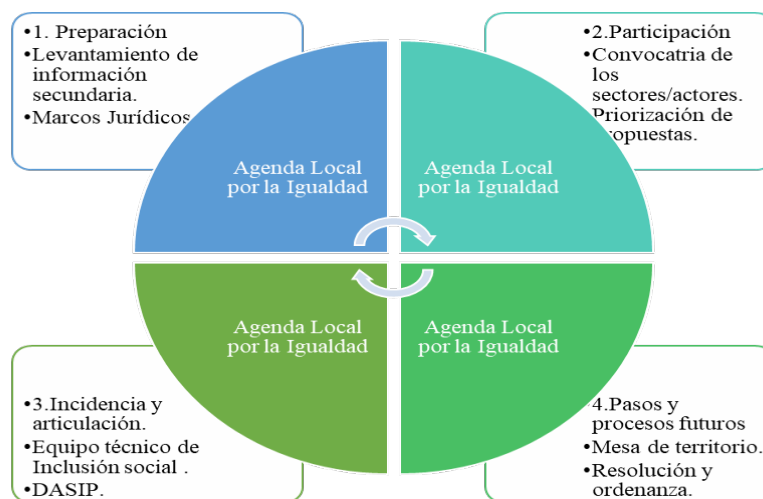 •1. Preparación
•Levantamiento de
información
secundaria.
•Marcos Jurídicos
•2.Participación
•Convocatria de
los
sectores/actores.
Priorización de
propuestas.
Agenda Local
por la Igualdad
Agenda Local
por la Igualdad
Agenda Local
por la Igualdad
Agenda Local
por la Igualdad
•3.Incidencia y
articulación.
•Equipo técnico de
Inclusión social .
•DASIP.
•4.Pasos y
procesos futuros
•Mesa de territorio.
•Resolución y
ordenanza.